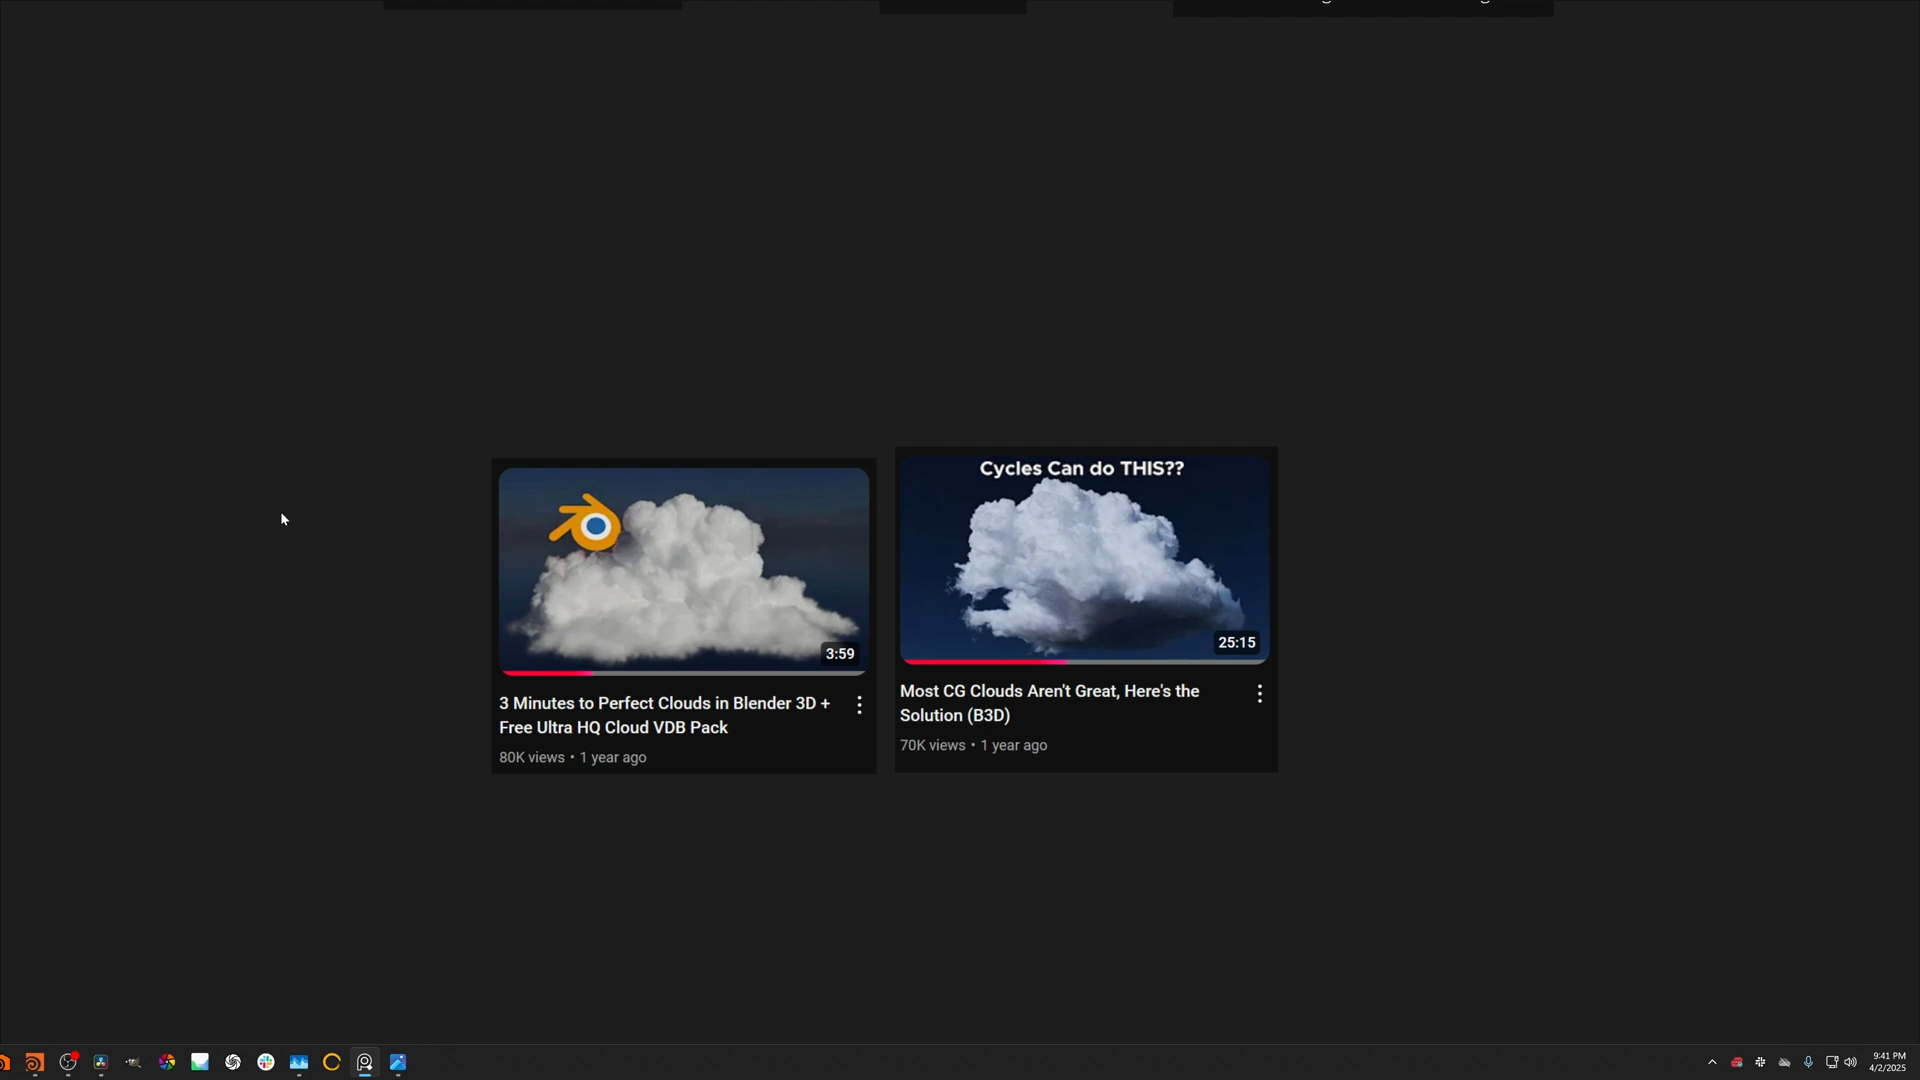 Cycles Can do THIS??
3:59
25:15
3 Minutes to Perfect Clouds in Blender 3D +
Free Ultra HQ Cloud VDB Pack
80K views • 1 year ago
Most CG Clouds Aren't Great, Here's the
Solution (B3D)
70K views • 1 year ago
9:41 PM
4/2/2025